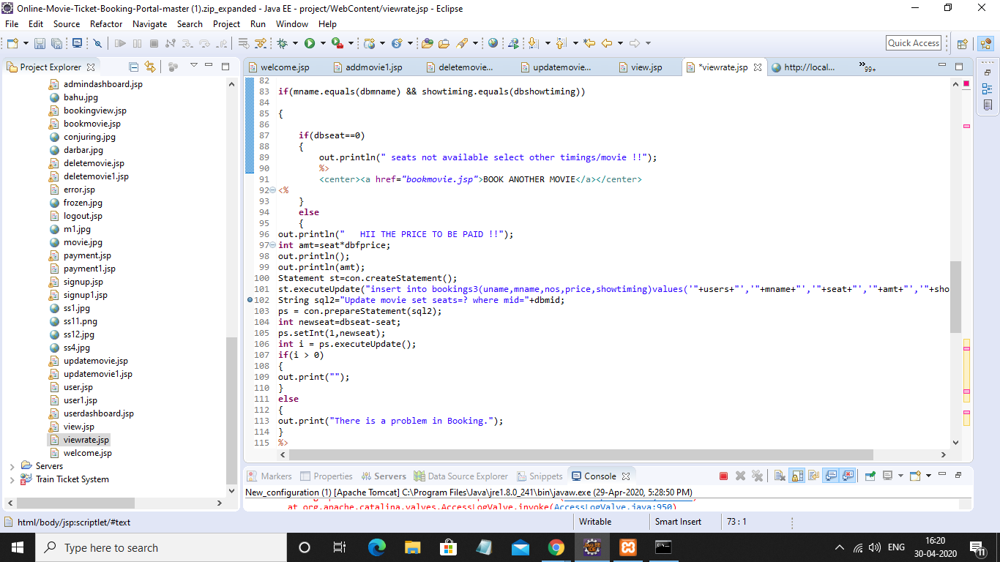 Online-Movie-Ticket-Booking-Portal-master (1).zip_expanded - Java EE - project/WebContent/viewrate.jsp - Eclipse
File Edit Source Refactor Navigate Search Project Run Window Help
Quick Access
Project Explorer
admindashboard.jsp
bahu.jpg
bookingview.jsp
bookmovie.jsp
conjuring.jpg
darbar.jpg
deletemovie.jsp
deletemovie1.jsp
error.jsp
frozen.jpg
logout.jsp
m1.jpg
movie.jpg
payment.jsp
payment1.jsp
signup.jsp
signup1.jsp
ss1.jpg
ss11.png
ss12.jpg
ss4.jpg
updatemovie.jsp
updatemovie1.jsp
user.jsp
user1.jsp
userdashboard.jsp
view.jsp
viewrate.jsp
welcome.jsp
Servers
Train Ticket System
welcome.jsp addmovie1.jsp deletemovie... updatemovie... view.jsp *viewrate.jsp http://local... »99+
82
83 if(mname.equals(dbmname) && showtiming.equals(dbshowtiming))
84
85 {
86
87 if(dbseat==0)
88 {
89 out.println(" seats not available select other timings/movie !!");
90 %>
91 <center><a href="bookmovie.jsp">BOOK ANOTHER MOVIE</a></center>
92 <%
93 }
94 else
95 {
96 out.println("   HII THE PRICE TO BE PAID !!");
97 int amt=seat*dbfprice;
98 out.println();
99 out.println(amt);
100 Statement st=con.createStatement();
101 st.executeUpdate("insert into bookings3(uname,mname,nos,price,showtiming)values('"+users+"','"+mname+"','"+seat+"','"+amt+"','"+sho
102 String sql2="Update movie set seats=? where mid="+dbmid;
103 ps = con.prepareStatement(sql2);
104 int newseat=dbseat-seat;
105 ps.setInt(1,newseat);
106 int i = ps.executeUpdate();
107 if(i > 0)
108 {
109 out.print("");
110 }
111 else
112 {
113 out.print("There is a problem in Booking.");
114 }
115 %>
Markers Properties Servers Data Source Explorer Snippets Console
New_configuration (1) [Apache Tomcat] C:\Program Files\Java\jre1.8.0_241\bin\javaw.exe (29-Apr-2020, 5:28:50 PM)
at org.apache.catalina.valves.AccessLogValve.invoke(AccessLogValve.java:950)
html/body/jsp:scriptlet/#text Writable Smart Insert 73 : 1
Type here to search
ENG
16:20
30-04-2020
11